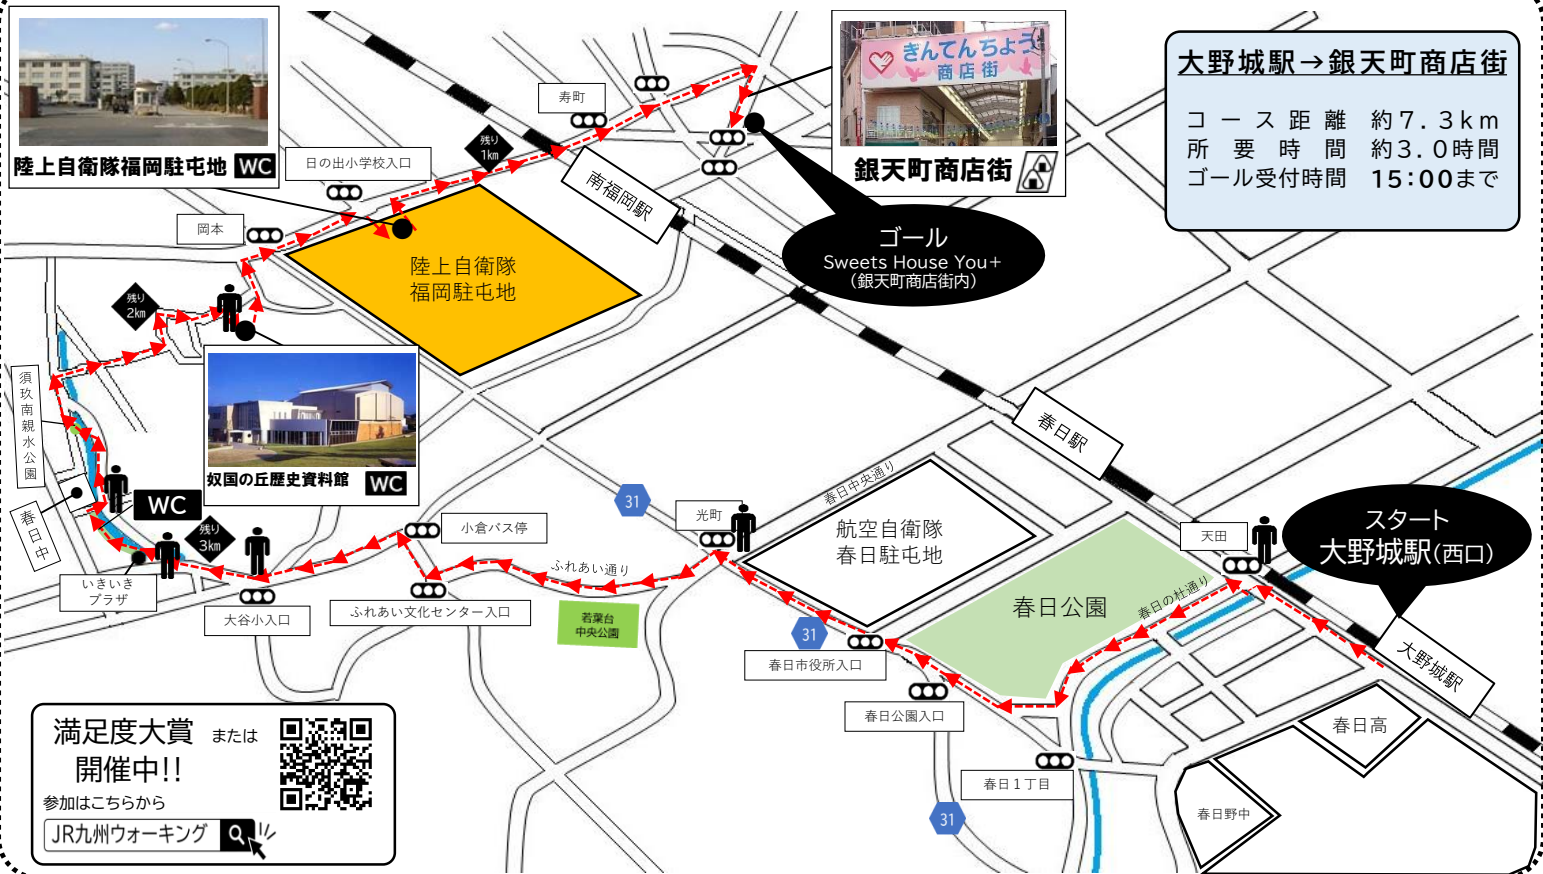 陸上自衛隊福岡駐屯地 WC
きんてんちょう
商店街
銀天町商店街
大野城駅→銀天町商店街
コース距離 約7.3km
所要時間 約3.0時間
ゴール受付時間 15:00まで
寿町
残り
1km
日の出小学校入口
岡本
南福岡駅
ゴール
Sweets House You+
(銀天町商店街内)
陸上自衛隊
福岡駐屯地
残り
2km
須玖南親水公園
奴国の丘歴史資料館 WC
春日駅
春日中央通り
31
光町
航空自衛隊
春日駐屯地
天田
スタート
大野城駅(西口)
WC
春日中
残り
3km
小倉バス停
ふれあい通り
いきいき
プラザ
大谷小入口
ふれあい文化センター入口
若葉台
中央公園
31
春日公園
春日の杜通り
春日市役所入口
大野城駅
春日公園入口
春日高
春日1丁目
31
春日野中
満足度大賞 または
開催中!!
参加はこちらから
JR九州ウォーキング